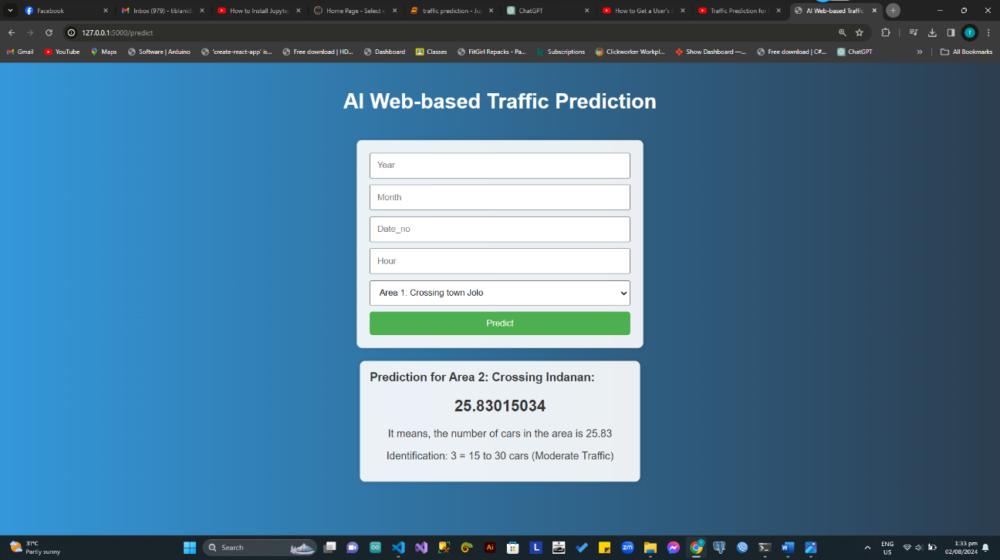 Facebook
Inbox (979) - tiblanid
How to Install Jupyter
Home Page - Select o
traffic prediction - Jup
ChatGPT
How to Get a User's
Traffic Prediction for
AI Web-based Traffic
127.0.0.1:5000/predict
Gmail
YouTube
Maps
Software | Arduino
'create-react-app' is...
Free download | HD...
Dashboard
Classes
FitGirl Repacks - Pa...
Subscriptions
Clickworker Workpl...
Show Dashboard —...
Free download | C#...
ChatGPT
All Bookmarks
AI Web-based Traffic Prediction
Year
Month
Date_no
Hour
Area 1: Crossing town Jolo
Predict
Prediction for Area 2: Crossing Indanan:
25.83015034
It means, the number of cars in the area is 25.83
Identification: 3 = 15 to 30 cars (Moderate Traffic)
31°C
Partly sunny
Search
ENG
US
1:33 pm
02/08/2024